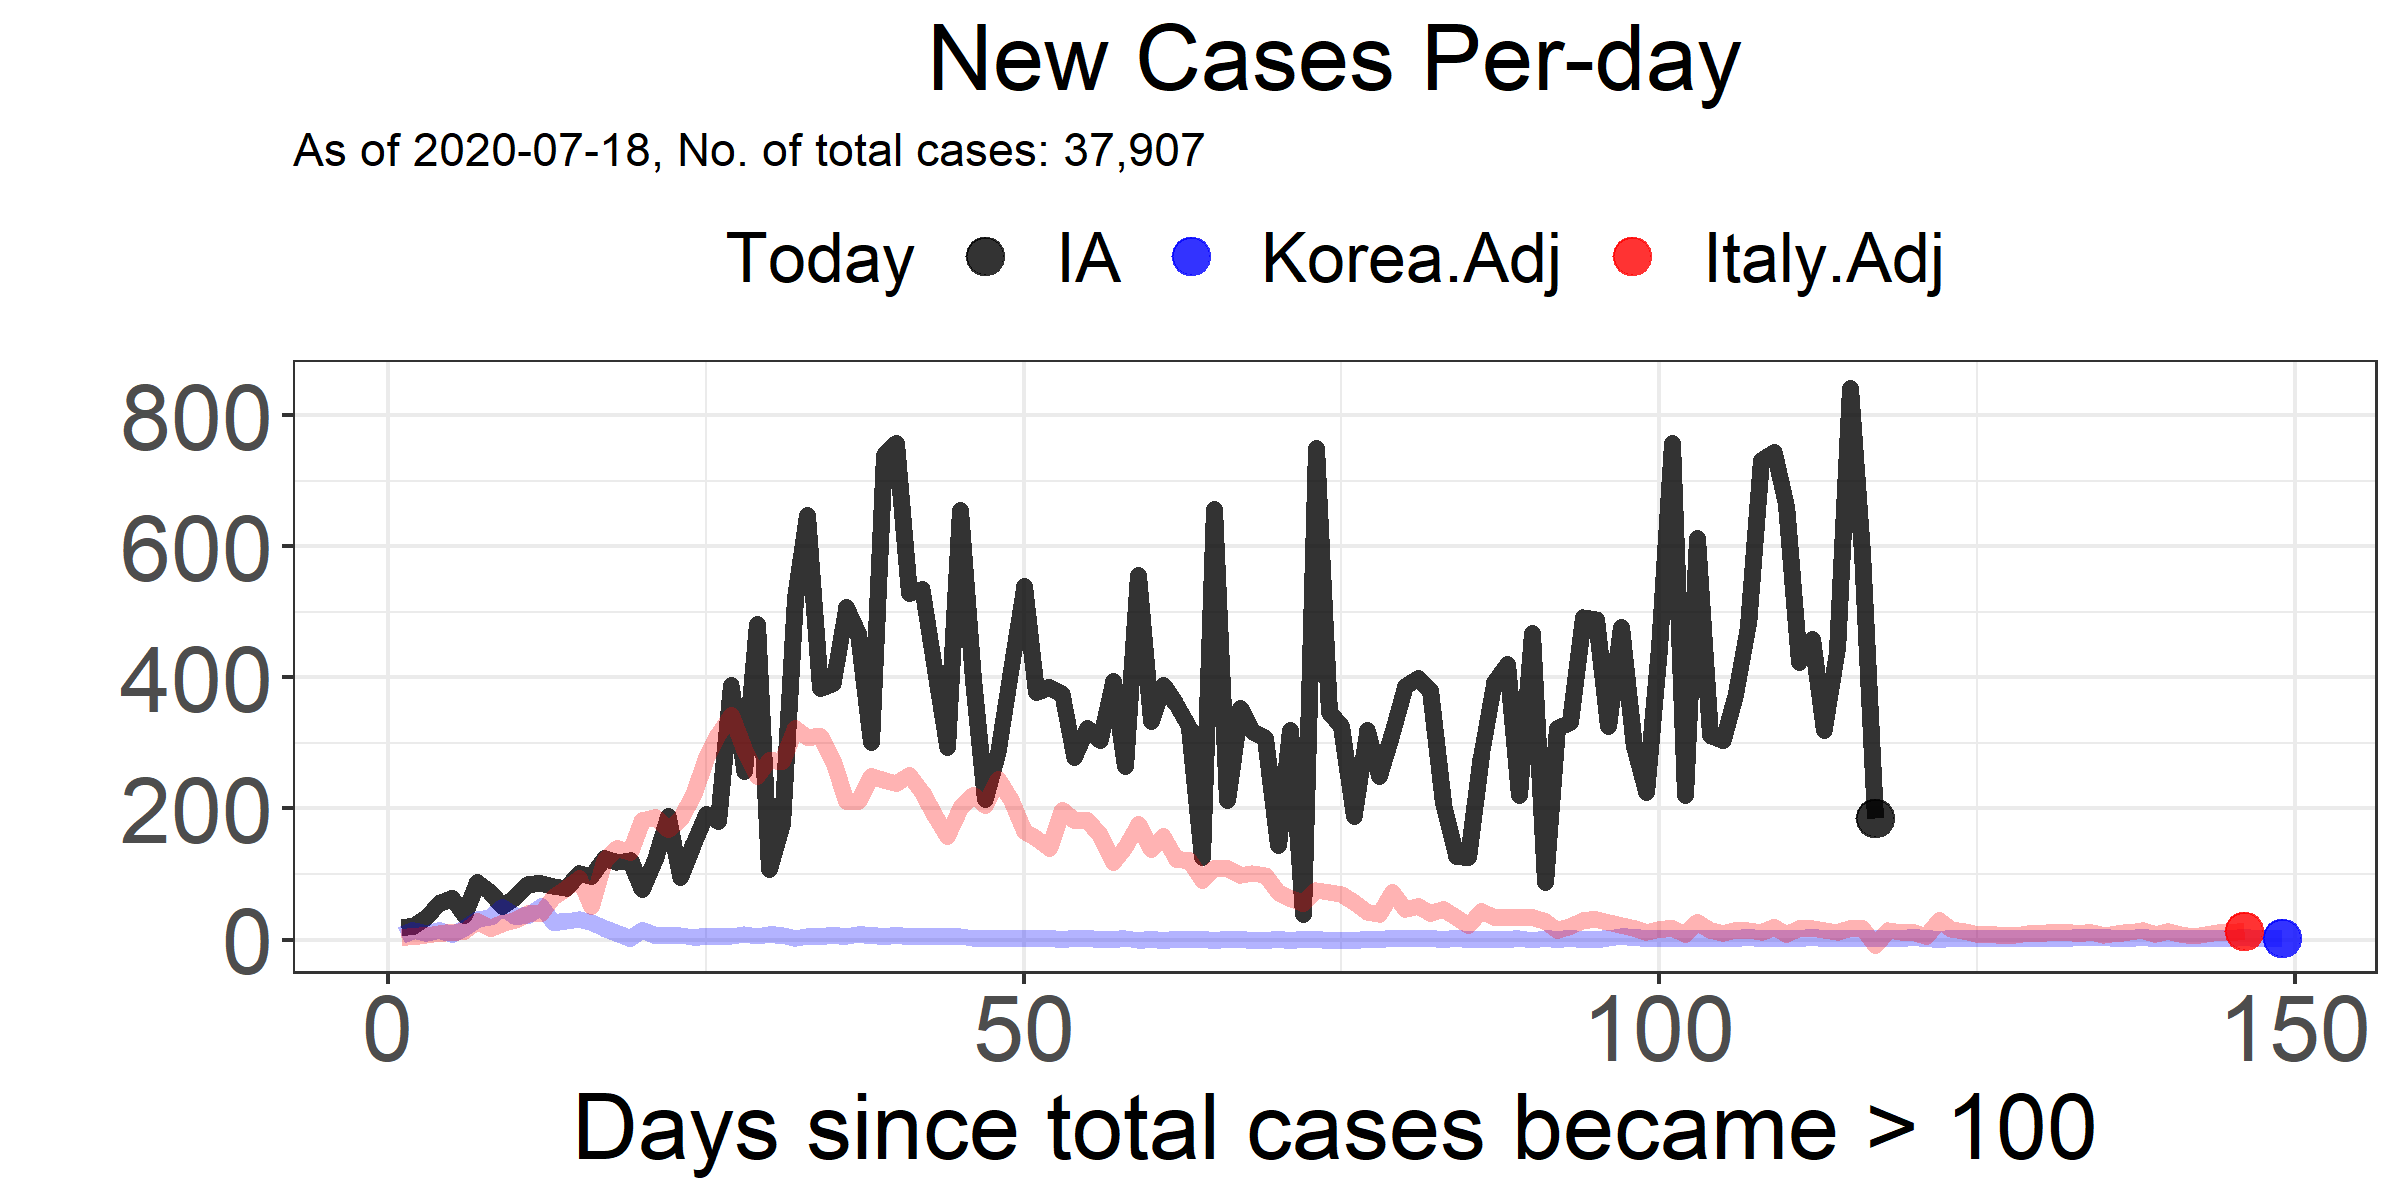 New Cases Per-day
As of 2020-07-18, No. of total cases: 37,907
Today IA Korea.Adj Italy.Adj
800
600
400
200
0
0 50 100 150
Days since total cases became > 100